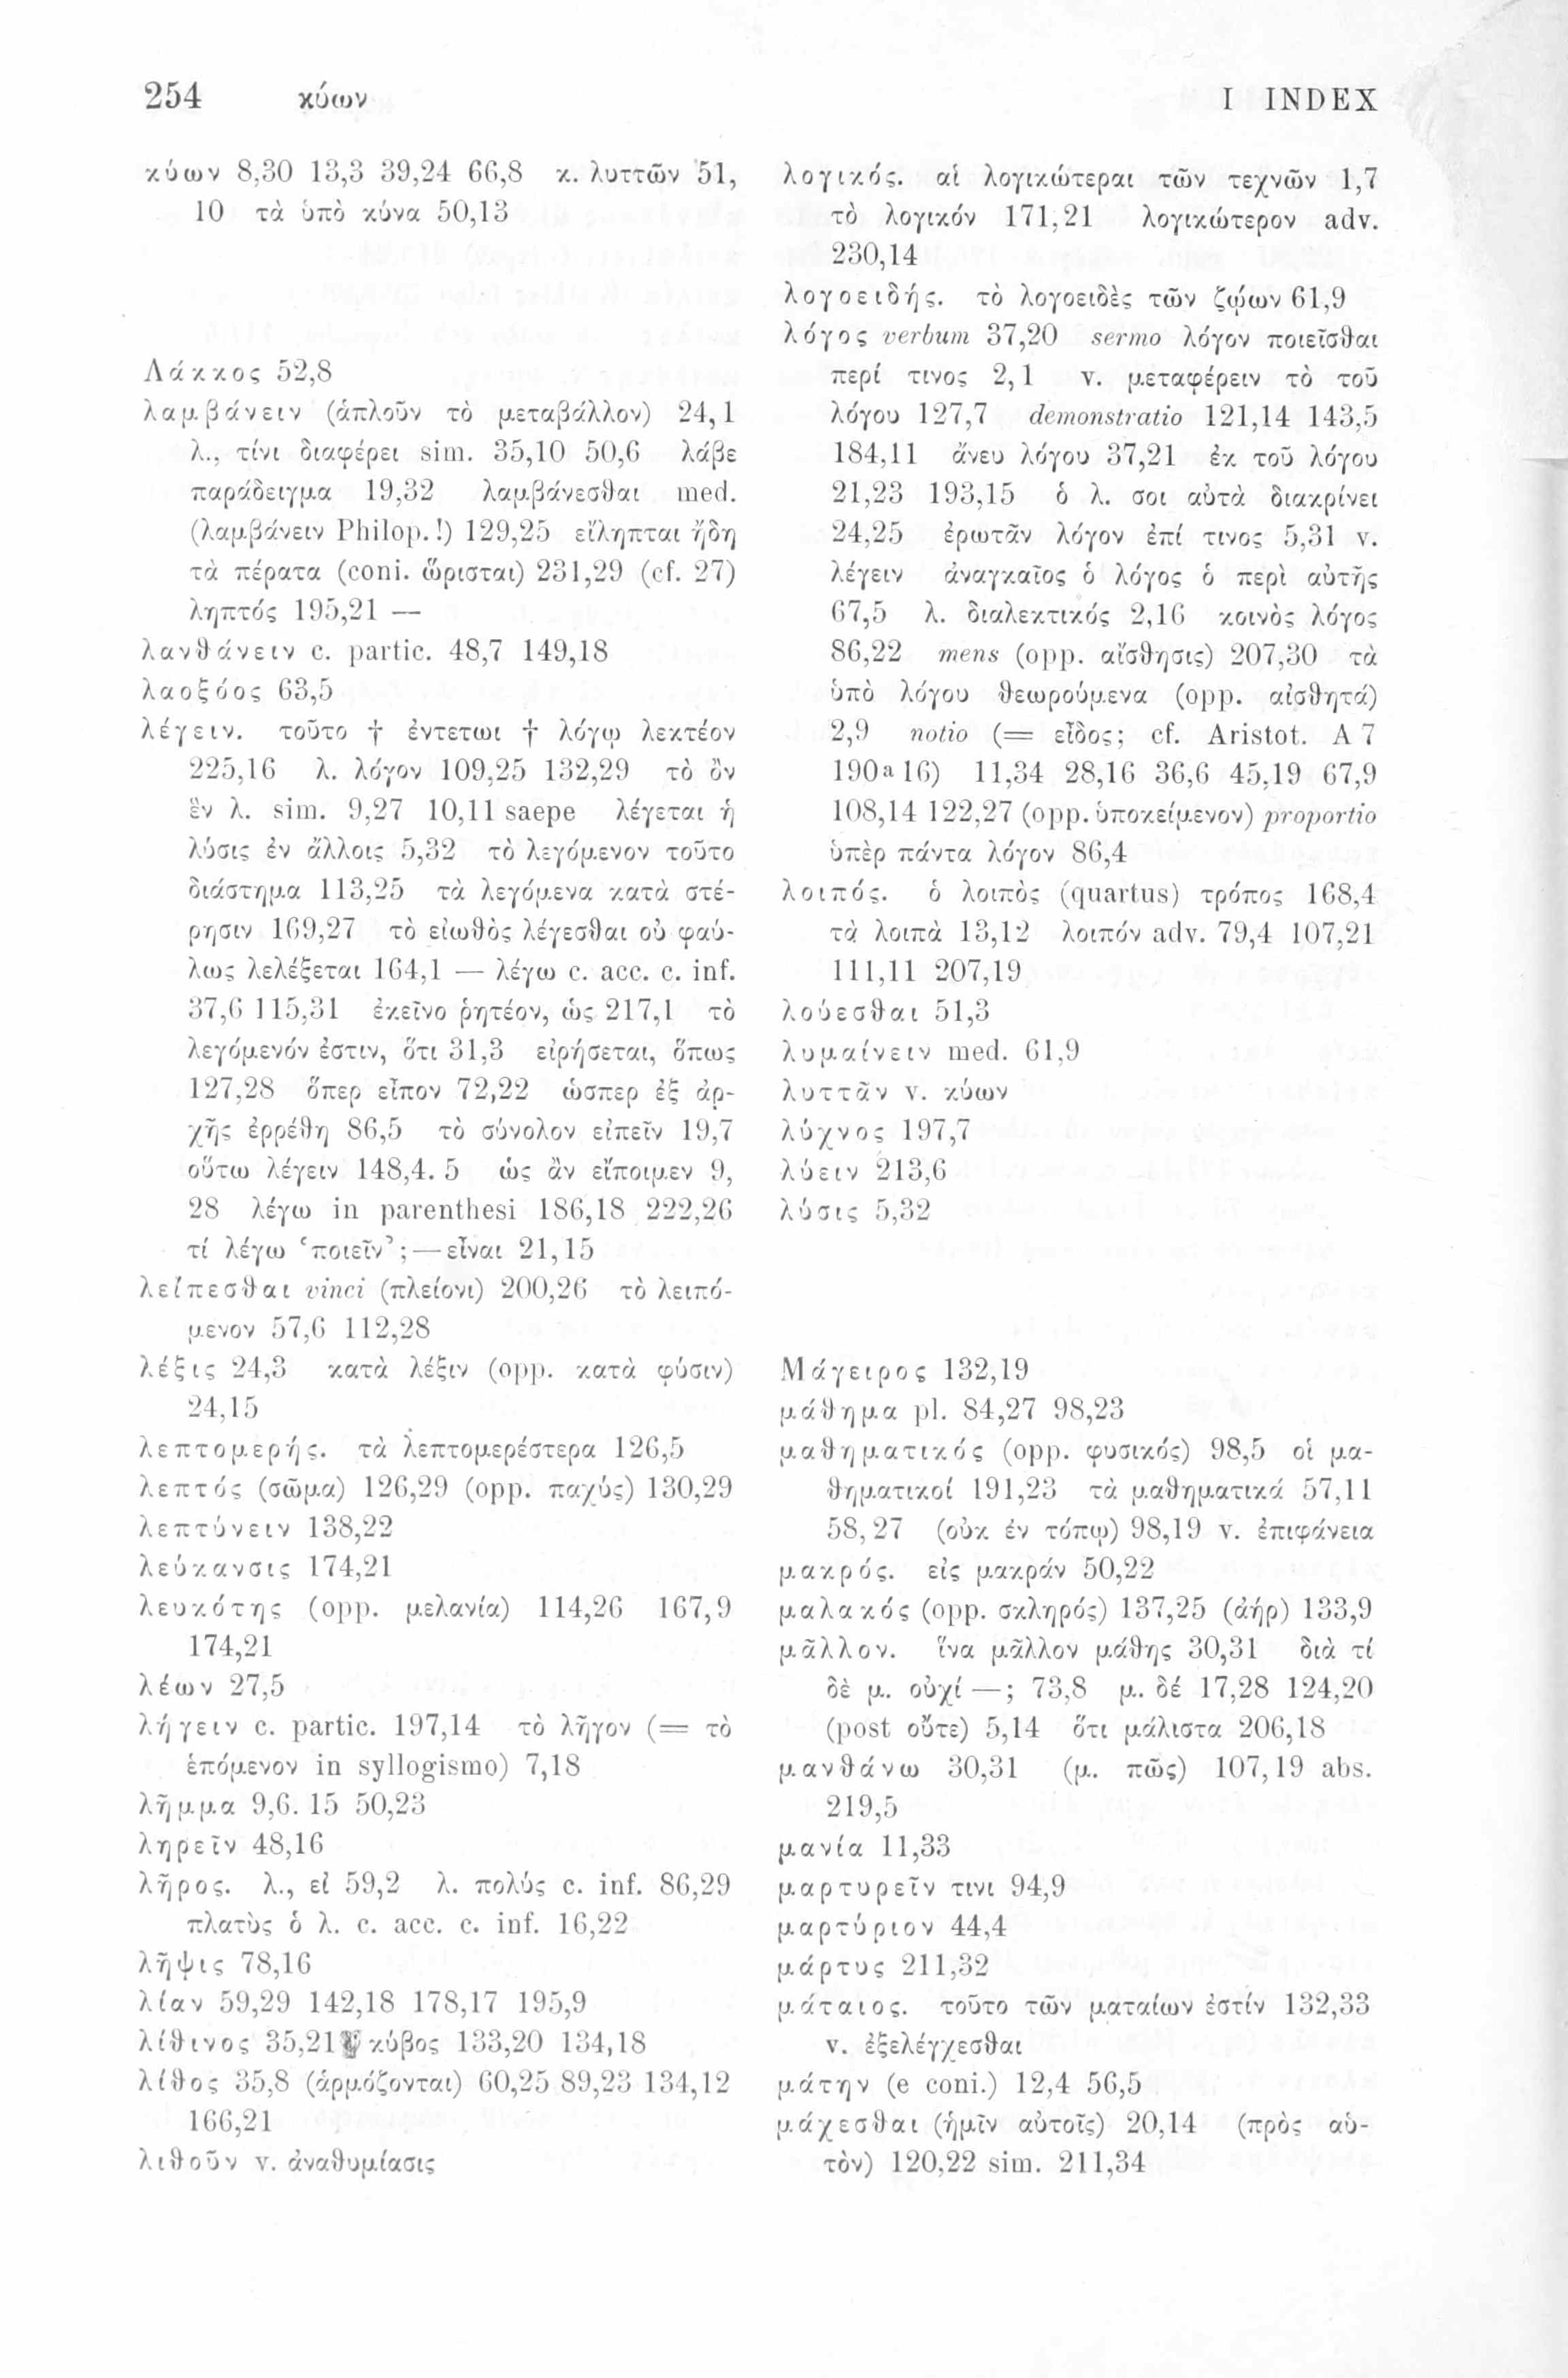 254 κύων I INDEX
κύων 8,30 13,3 39,24 66,8 κ. λυττῶν 51,
10 τὰ ὑπὸ κύνα 50,13
Λάκκος 52,8
λαμβάνειν (ἁπλοῦν τὸ μεταβάλλον) 24,1
λ., τίνι διαφέρει sim. 35,10 50,6 λάβε
παράδειγμα 19,32 λαμβάνεσθαι med.
(λαμβάνειν Philop.!) 129,25 εἴληπται ἤδη
τὰ πέρατα (coni. ὥρισται) 231,29 (cf. 27)
ληπτός 195,21 —
λανθάνειν c. partic. 48,7 149,18
λαοξόος 63,5
λέγειν. τοῦτο † ἐντετωι † λόγῳ λεκτέον
225,16 λ. λόγον 109,25 132,29 τὸ ὂν
ἓν λ. sim. 9,27 10,11 saepe λέγεται ἡ
λύσις ἐν ἄλλοις 5,32 τὸ λεγόμενον τοῦτο
διάστημα 113,25 τὰ λεγόμενα κατὰ στέ-
ρησιν 169,27 τὸ εἰωθὸς λέγεσθαι οὐ φαύ-
λως λελέξεται 164,1 — λέγω c. acc. c. inf.
37,6 115,31 ἐκεῖνο ῥητέον, ὡς 217,1 τὸ
λεγόμενόν ἐστιν, ὅτι 31,3 εἰρήσεται, ὅπως
127,28 ὅπερ εἶπον 72,22 ὥσπερ ἐξ ἀρ-
χῆς ἐρρέθη 86,5 τὸ σύνολον εἰπεῖν 19,7
οὕτω λέγειν 148,4. 5 ὡς ἂν εἴποιμεν 9,
28 λέγω in parenthesi 186,18 222,26
τί λέγω ‘ποιεῖν’; — εἶναι 21,15
λείπεσθαι vinci (πλείονι) 200,26 τὸ λειπό-
μενον 57,6 112,28
λέξις 24,3 κατὰ λέξιν (opp. κατὰ φύσιν)
24,15
λεπτομερής. τὰ λεπτομερέστερα 126,5
λεπτός (σῶμα) 126,29 (opp. παχύς) 130,29
λεπτύνειν 138,22
λεύκανσις 174,21
λευκότης (opp. μελανία) 114,26 167,9
174,21
λέων 27,5
λήγειν c. partic. 197,14 τὸ λῆγον (= τὸ
ἑπόμενον in syllogismo) 7,18
λῆμμα 9,6. 15 50,23
ληρεῖν 48,16
λῆρος. λ., εἰ 59,2 λ. πολύς c. inf. 86,29
πλατὺς ὁ λ. c. acc. c. inf. 16,22
λῆψις 78,16
λίαν 59,29 142,18 178,17 195,9
λίθινος 35,21 κύβος 133,20 134,18
λίθος 35,8 (ἁρμόζονται) 60,25 89,23 134,12
166,21
λιθοῦν v. ἀναθυμίασις
λογικός. αἱ λογικώτεραι τῶν τεχνῶν 1,7
τὸ λογικόν 171,21 λογικώτερον adv.
230,14
λογοειδής. τὸ λογοειδὲς τῶν ζῴων 61,9
λόγος verbum 37,20 sermo λόγον ποιεῖσθαι
περί τινος 2,1 v. μεταφέρειν τὸ τοῦ
λόγου 127,7 demonstratio 121,14 143,5
184,11 ἄνευ λόγου 37,21 ἐκ τοῦ λόγου
21,23 193,15 ὁ λ. σοι αὐτὰ διακρίνει
24,25 ἐρωτᾶν λόγον ἐπί τινος 5,31 v.
λέγειν ἀναγκαῖος ὁ λόγος ὁ περὶ αὐτῆς
67,5 λ. διαλεκτικός 2,16 κοινὸς λόγος
86,22 mens (opp. αἴσθησις) 207,30 τὰ
ὑπὸ λόγου θεωρούμενα (opp. αἰσθητά)
2,9 notio (= εἶδος; cf. Aristot. A 7
190a 16) 11,34 28,16 36,6 45,19 67,9
108,14 122,27 (opp. ὑποκείμενον) proportio
ὑπὲρ πάντα λόγον 86,4
λοιπός. ὁ λοιπὸς (quartus) τρόπος 168,4
τὰ λοιπὰ 13,12 λοιπόν adv. 79,4 107,21
111,11 207,19
λούεσθαι 51,3
λυμαίνειν med. 61,9
λυττᾶν v. κύων
λύχνος 197,7
λύειν 213,6
λύσις 5,32
Μάγειρος 132,19
μάθημα pl. 84,27 98,23
μαθηματικός (opp. φυσικός) 98,5 οἱ μα-
θηματικοί 191,23 τὰ μαθηματικά 57,11
58,27 (οὐκ ἐν τόπῳ) 98,19 v. ἐπιφάνεια
μακρός. εἰς μακράν 50,22
μαλακός (opp. σκληρός) 137,25 (ἀήρ) 133,9
μᾶλλον. ἵνα μᾶλλον μάθῃς 30,31 διὰ τί
δὲ μ. οὐχί —; 73,8 μ. δέ 17,28 124,20
(post οὔτε) 5,14 ὅτι μάλιστα 206,18
μανθάνω 30,31 (μ. πῶς) 107,19 abs.
219,5
μανία 11,33
μαρτυρεῖν τινι 94,9
μαρτύριον 44,4
μάρτυς 211,32
μάταιος. τοῦτο τῶν ματαίων ἐστίν 132,33
v. ἐξελέγχεσθαι
μάτην (e coni.) 12,4 56,5
μάχεσθαι (ἡμῖν αὐτοῖς) 20,14 (πρὸς αὑ-
τὸν) 120,22 sim. 211,34